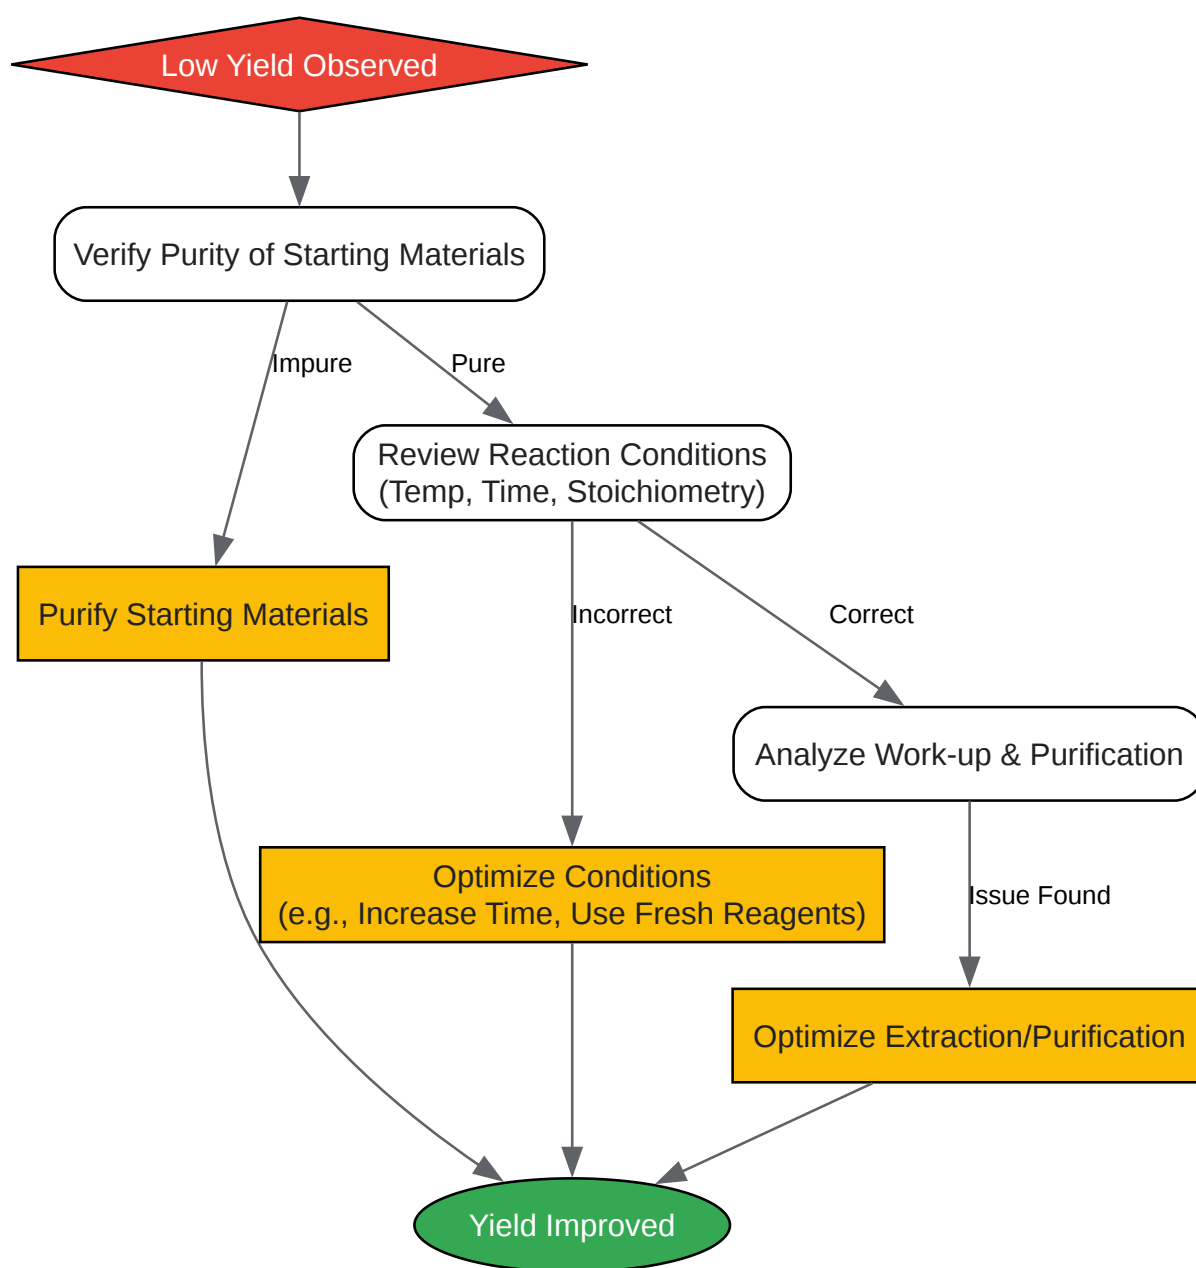 Low Yield Observed
Verify Purity of Starting Materials
Impure
Pure
Review Reaction Conditions
(Temp, Time, Stoichiometry)
Purify Starting Materials
Incorrect
Correct
Analyze Work-up & Purification
Optimize Conditions
(e.g., Increase Time, Use Fresh Reagents)
Issue Found
Optimize Extraction/Purification
Yield Improved